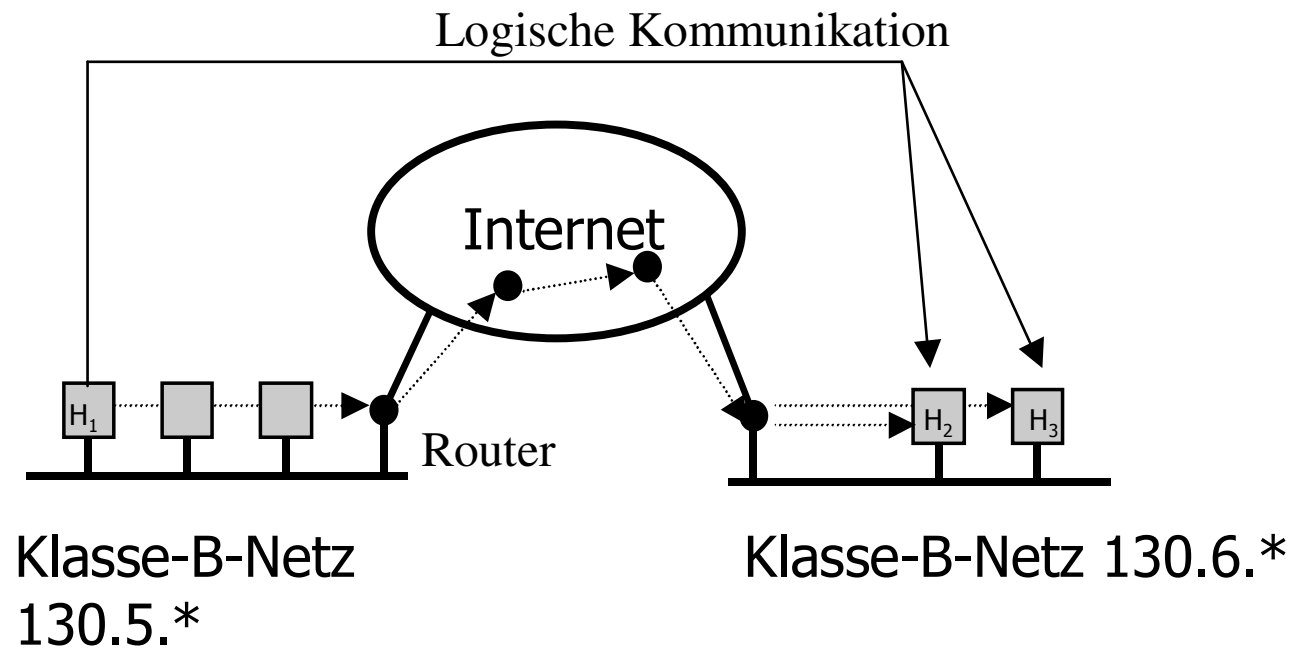 Logische Kommunikation
Internet
H₁
H₂
H₃
Router
Klasse-B-Netz
130.5.*
Klasse-B-Netz 130.6.*